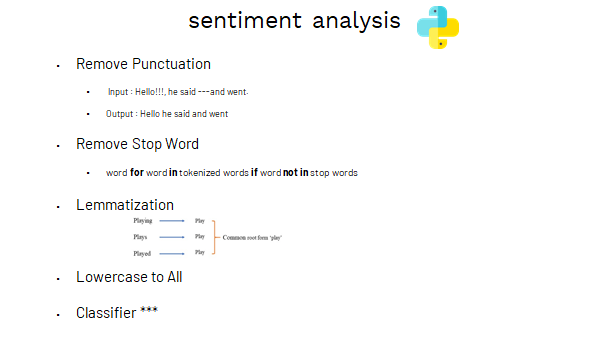 sentiment analysis
• Remove Punctuation
• Input : Hello!!!, he said ---and went.
• Output : Hello he said and went
• Remove Stop Word
• word for word in tokenized words if word not in stop words
• Lemmatization
Playing Play
Plays Play Common root form 'play'
Played Play
• Lowercase to All
• Classifier ***